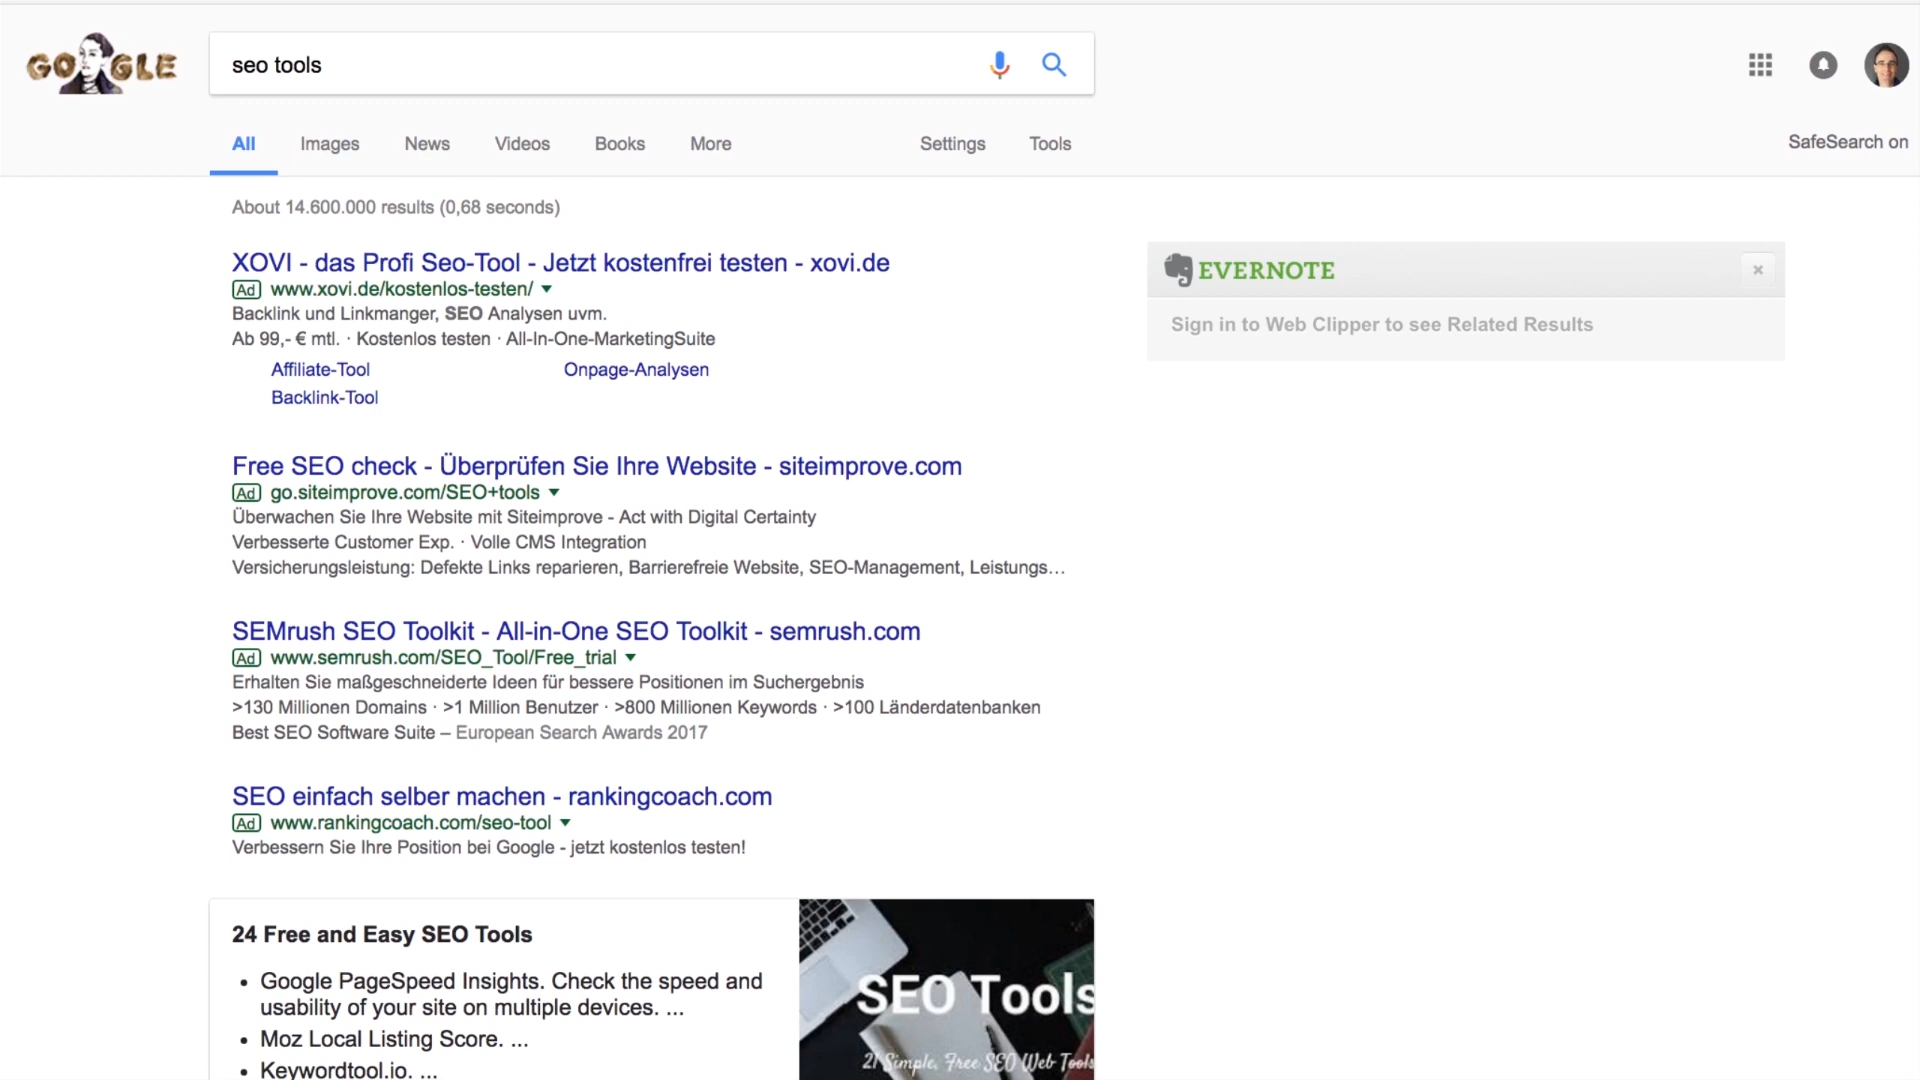 GOOGLE
seo tools
All
Images
News
Videos
Books
More
Settings
Tools
SafeSearch on
About 14.600.000 results (0,68 seconds)
XOVI - das Profi Seo-Tool - Jetzt kostenfrei testen - xovi.de
Ad www.xovi.de/kostenlos-testen/
Backlink und Linkmanger, SEO Analysen uvm.
Ab 99,- € mtl. · Kostenlos testen · All-In-One-MarketingSuite
Affiliate-Tool
Onpage-Analysen
Backlink-Tool
Free SEO check - Überprüfen Sie Ihre Website - siteimprove.com
Ad go.siteimprove.com/SEO+tools
Überwachen Sie Ihre Website mit Siteimprove - Act with Digital Certainty
Verbesserte Customer Exp. · Volle CMS Integration
Versicherungsleistung: Defekte Links reparieren, Barrierefreie Website, SEO-Management, Leistungs…
SEMrush SEO Toolkit - All-in-One SEO Toolkit - semrush.com
Ad www.semrush.com/SEO_Tool/Free_trial
Erhalten Sie maßgeschneiderte Ideen für bessere Positionen im Suchergebnis
>130 Millionen Domains · >1 Million Benutzer · >800 Millionen Keywords · >100 Länderdatenbanken
Best SEO Software Suite – European Search Awards 2017
SEO einfach selber machen - rankingcoach.com
Ad www.rankingcoach.com/seo-tool
Verbessern Sie Ihre Position bei Google - jetzt kostenlos testen!
24 Free and Easy SEO Tools
• Google PageSpeed Insights. Check the speed and
usability of your site on multiple devices. ...
• Moz Local Listing Score. ...
• Keywordtool.io. ...
SEO Tools
21 Simple, Free SEO Web Tools
EVERNOTE
Sign in to Web Clipper to see Related Results